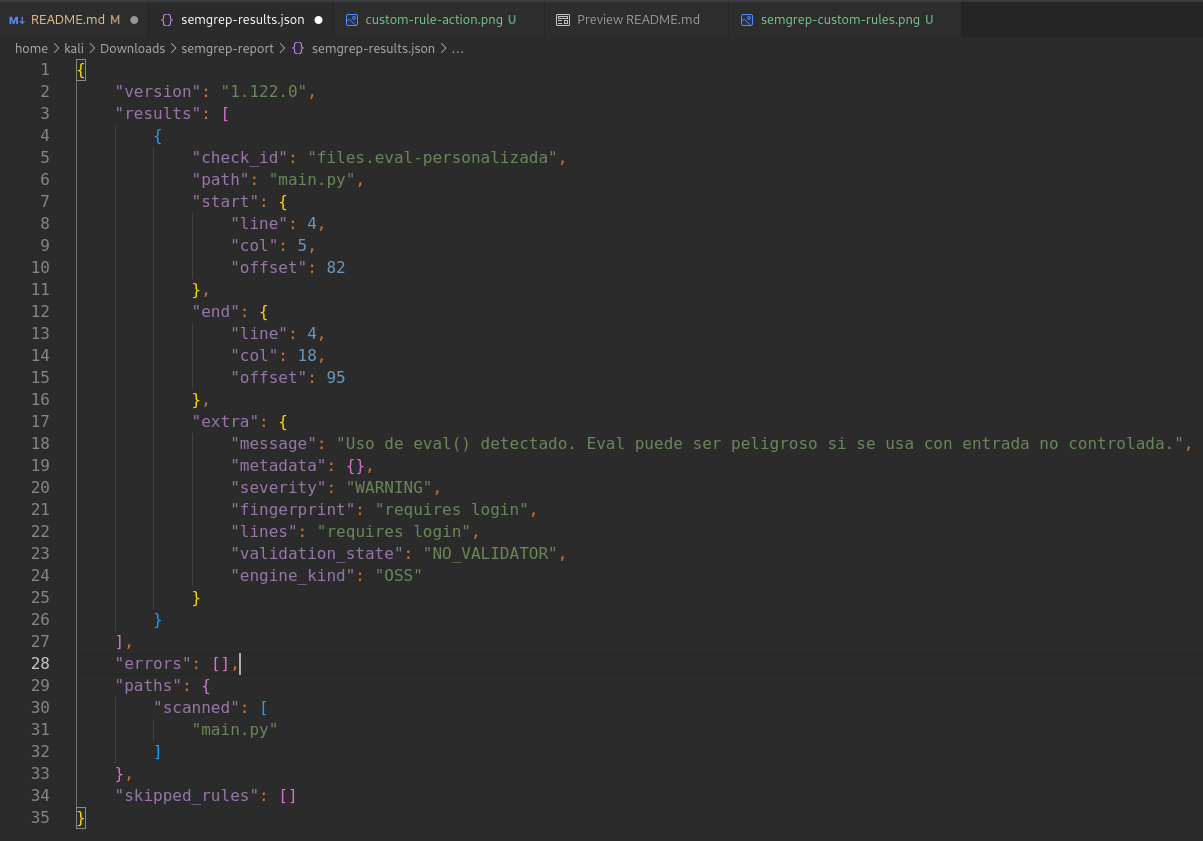 README.md M
semgrep-results.json
custom-rule-action.png U
Preview README.md
semgrep-custom-rules.png U
home > kali > Downloads > semgrep-report > {} semgrep-results.json > ...
1 {
2 "version": "1.122.0",
3 "results": [
4 {
5 "check_id": "files.eval-personalizada",
6 "path": "main.py",
7 "start": {
8 "line": 4,
9 "col": 5,
10 "offset": 82
11 },
12 "end": {
13 "line": 4,
14 "col": 18,
15 "offset": 95
16 },
17 "extra": {
18 "message": "Uso de eval() detectado. Eval puede ser peligroso si se usa con entrada no controlada.",
19 "metadata": {},
20 "severity": "WARNING",
21 "fingerprint": "requires login",
22 "lines": "requires login",
23 "validation_state": "NO_VALIDATOR",
24 "engine_kind": "OSS"
25 }
26 }
27 ],
28 "errors": [],
29 "paths": {
30 "scanned": [
31 "main.py"
32 ]
33 },
34 "skipped_rules": []
35 }